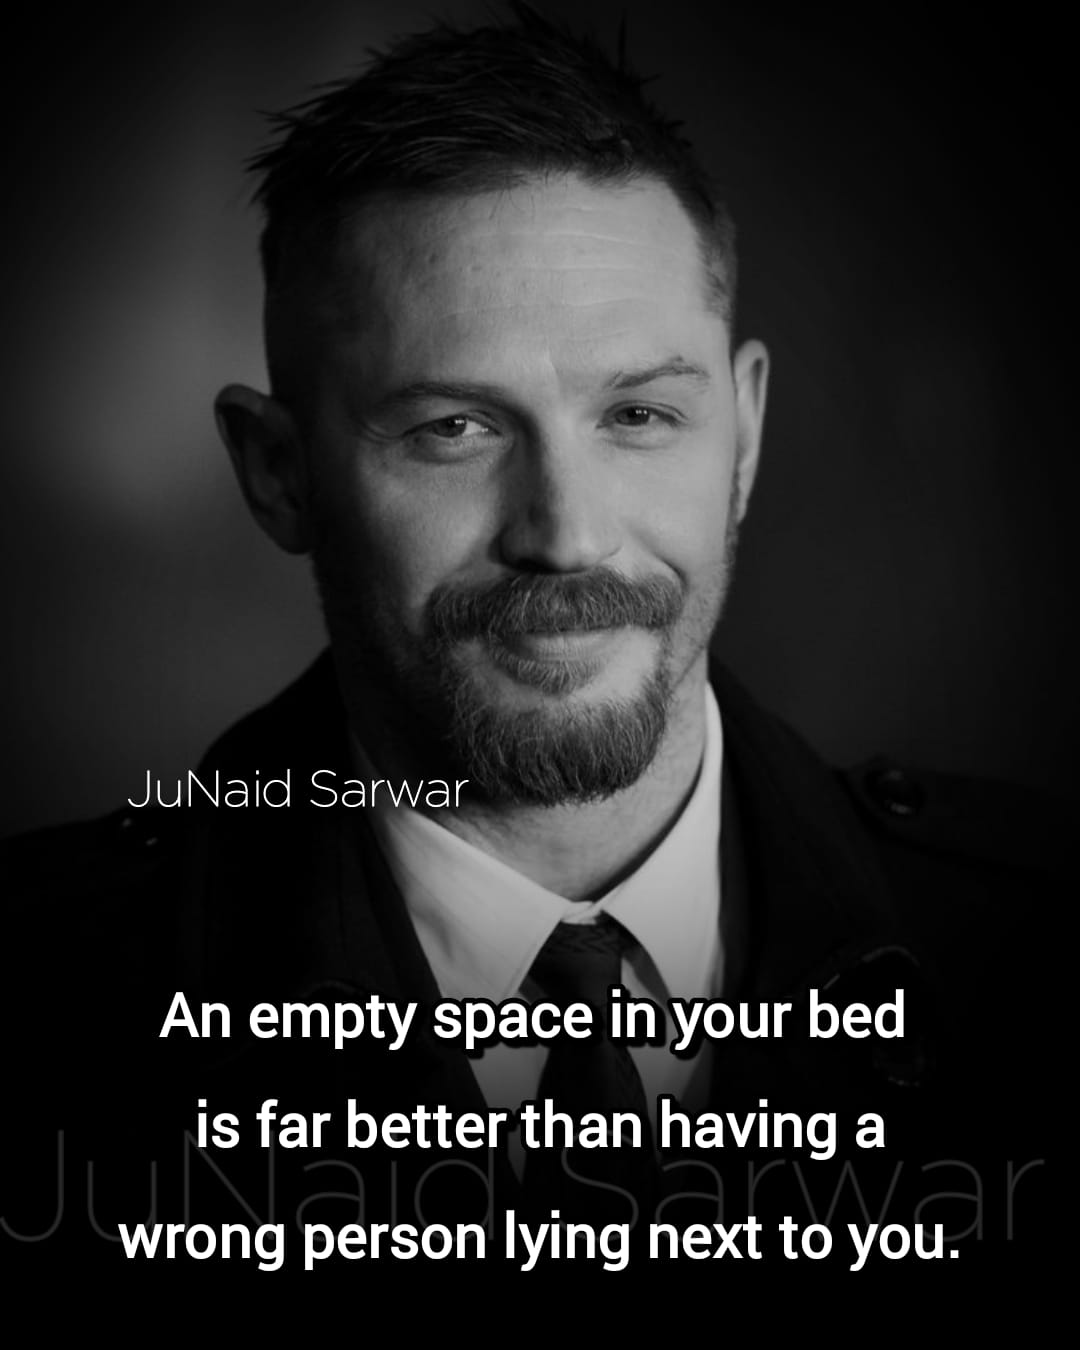 JuNaid Sarwar
An empty space in your bed
is far better than having a
JuNaid Sarwar
wrong person lying next to you.